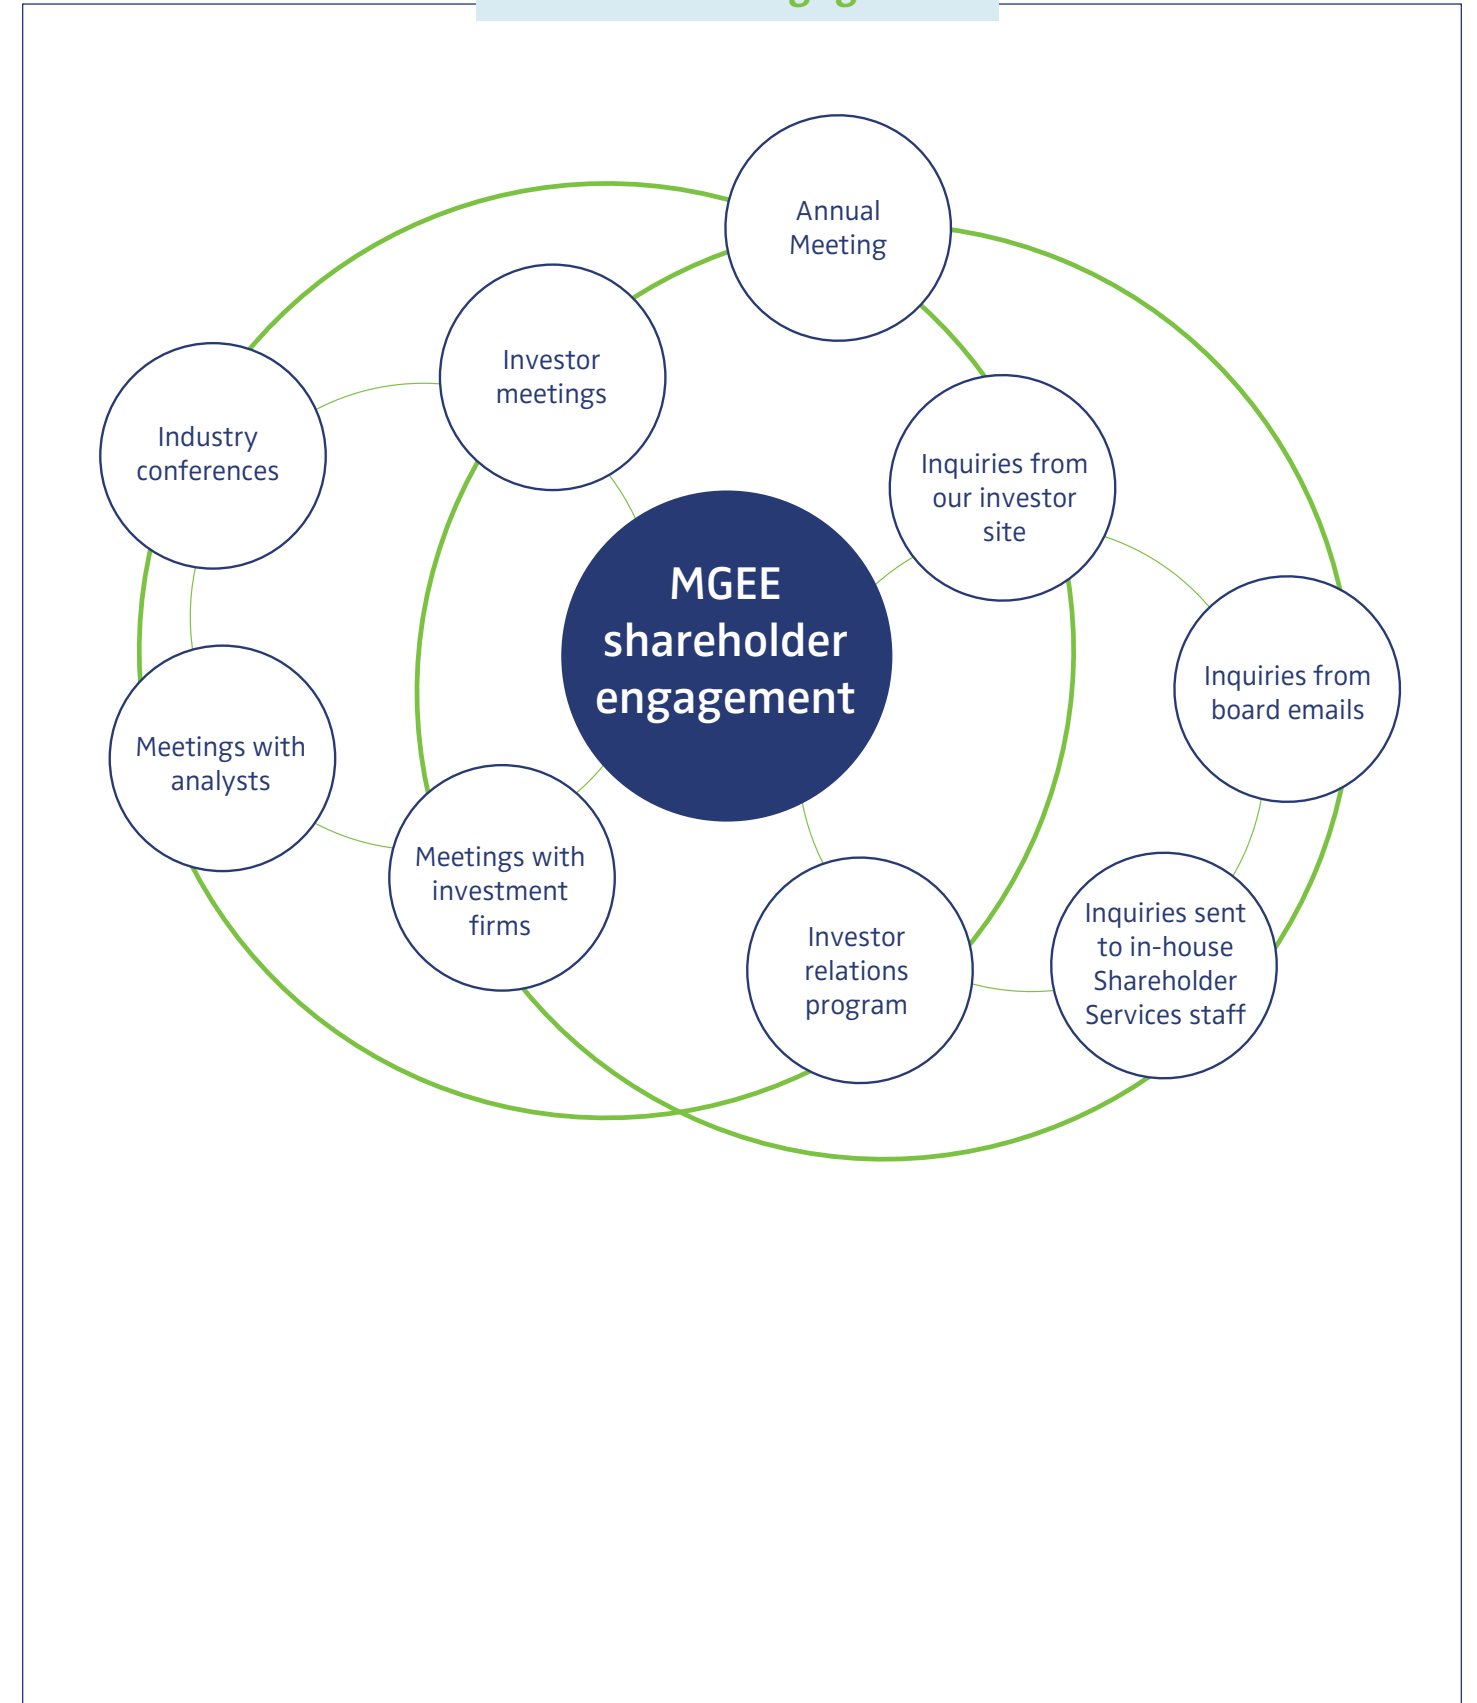 Annual
Meeting
Investor
meetings
Industry
conferences
Inquiries from
our investor
site
MGEE
shareholder
engagement
Inquiries from
board emails
Meetings with
analysts
Meetings with
investment
firms
Investor
relations
program
Inquiries sent
to in-house
Shareholder
Services staff